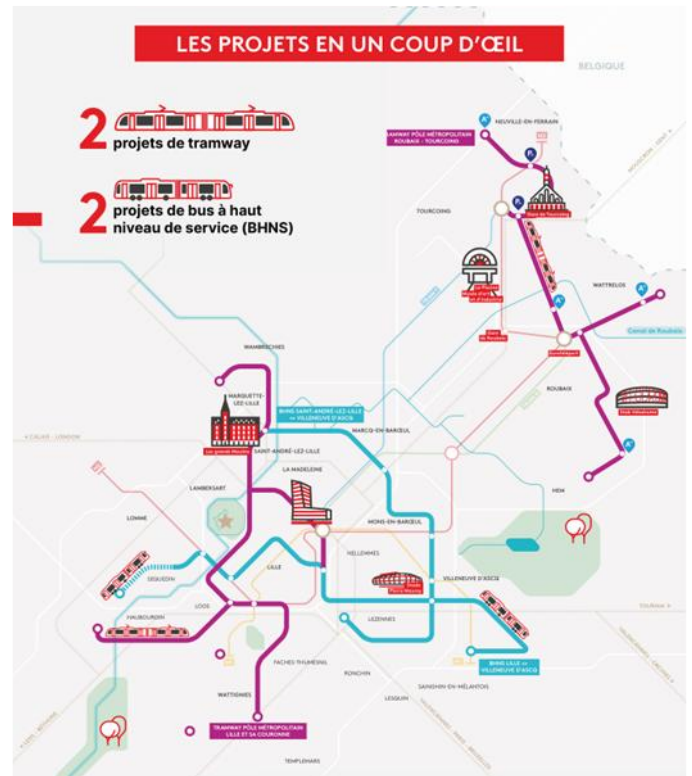 LES PROJETS EN UN COUP D'ŒIL
BELGIQUE
2
projets de tramway
2
projets de bus à haut
niveau de service (BHNS)
NEUVILLE-EN-FERRAIN
TRAMWAY PÔLE MÉTROPOLITAIN
ROUBAIX - TOURCOING
TOURCOING
Gare de Tourcoing
WATTRELOS
Canal de Roubaix
Gare
de Roubaix
ROUBAIX
WAMBRECHIES
MARQUETTE-
LEZ-LILLE
BHNS SAINT-ANDRÉ-LEZ-LILLE
VILLENEUVE D'ASCQ
MARCQ-EN-BARŒUL
CALAIS - LONDON
SAINT-ANDRÉ-LEZ-LILLE
LA MADELEINE
HEM
LAMBERSART
LOMME
MONS-EN-BARŒUL
HELLEMMES
LILLE
SEQUEDIN
VILLENEUVE D'ASCQ
Stade
Pierre Mauroy
LOOS
LEZENNES
HAUBOURDIN
FACHES-THUMESNIL
RONCHIN
BHNS LILLE
VILLENEUVE D'ASCQ
SAINGHIN-EN-MÉLANTOIS
WATTIGNIES
LESQUIN
TRAMWAY PÔLE MÉTROPOLITAIN
LILLE ET SA COURONNE
TEMPLEMARS